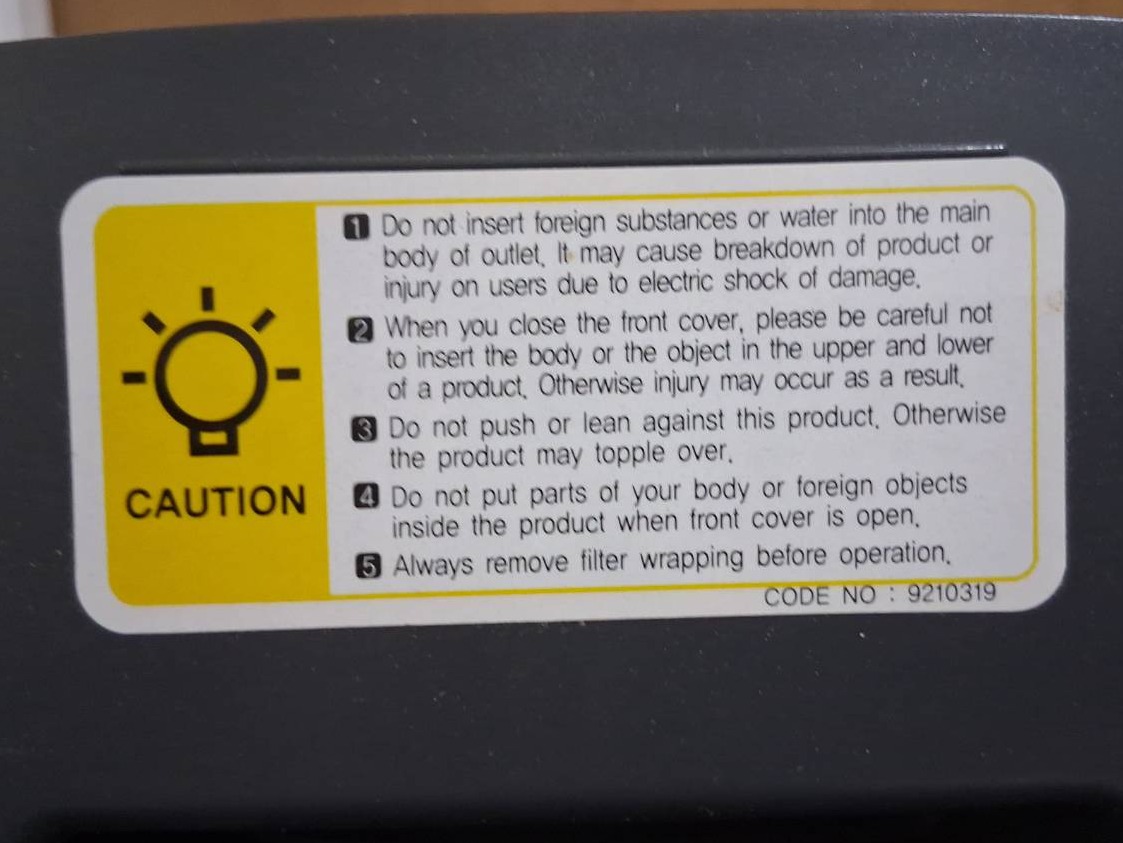 CAUTION
1 Do not insert foreign substances or water into the main
body of outlet. It may cause breakdown of product or
injury on users due to electric shock of damage.
2 When you close the front cover, please be careful not
to insert the body or the object in the upper and lower
of a product. Otherwise injury may occur as a result.
3 Do not push or lean against this product. Otherwise
the product may topple over.
4 Do not put parts of your body or foreign objects
inside the product when front cover is open.
5 Always remove filter wrapping before operation.
CODE NO : 9210319